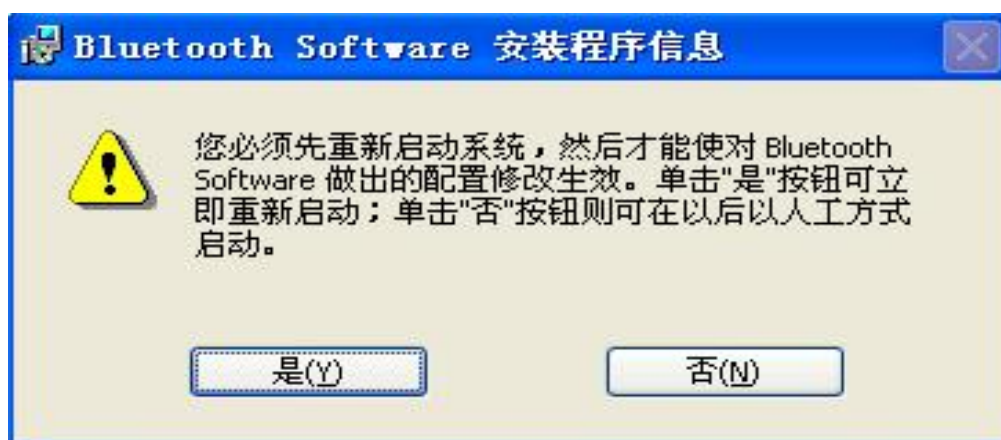 Bluetooth Software 安装程序信息
您必须先重新启动系统，然后才能使对 Bluetooth
Software 做出的配置修改生效。单击"是"按钮可立
即重新启动；单击"否"按钮则可在以后以人工方式
启动。
是(Y)
否(N)